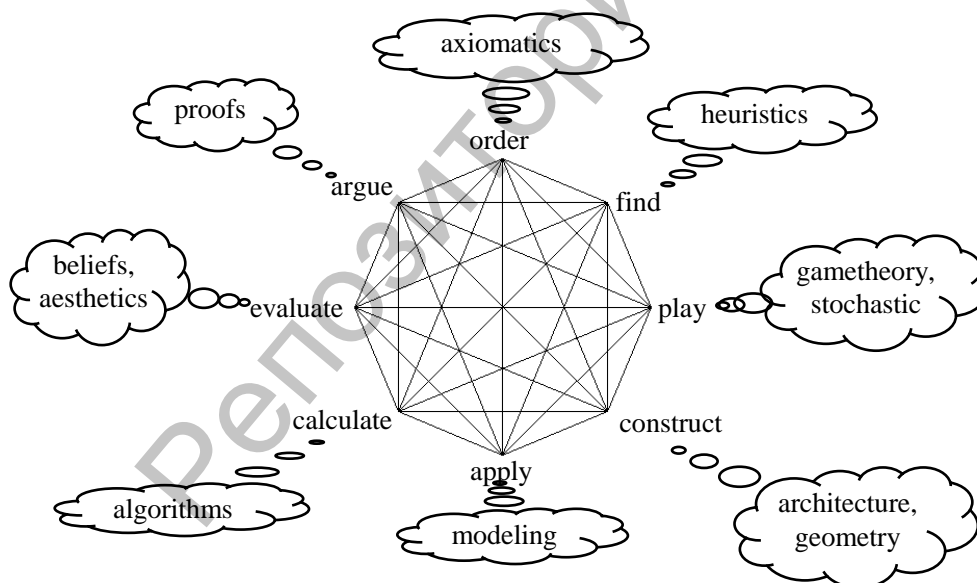 axiomatics
proofs
heuristics
order
argue
find
beliefs,
aesthetics
gametheory,
stochastic
evaluate
play
calculate
construct
apply
algorithms
modeling
architecture,
geometry
Репозитори